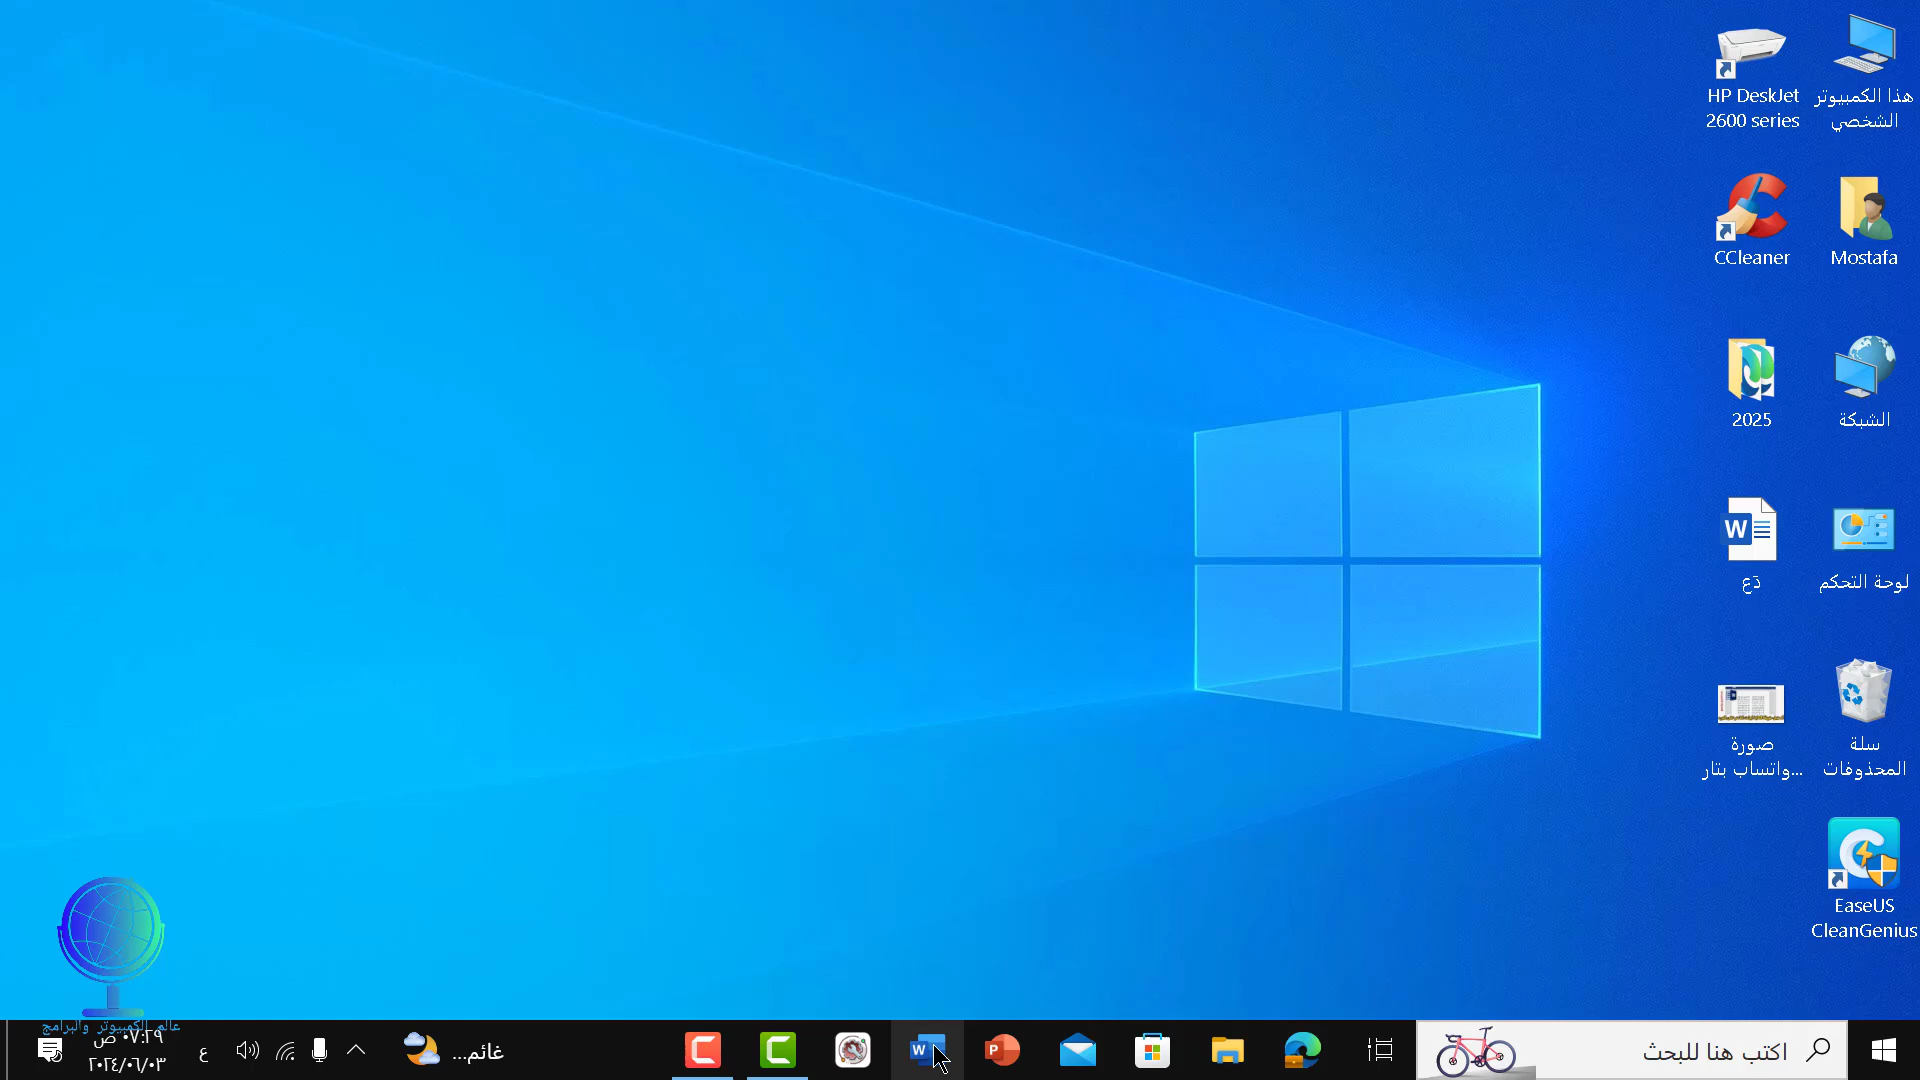 هذا الكمبيوتر
الشخصي
HP DeskJet
2600 series
Mostafa
CCleaner
الشبكة
2025
لوحة التحكم
دَع
سلة
المحذوفات
صورة
واتساب بتار...
EaseUS
CleanGenius
عالم الكمبيوتر والبرامج
اكتب هنا للبحث
غائم...
ع
٠٧:٢٩ ص
٢٠٢٤/٠٦/٠٣